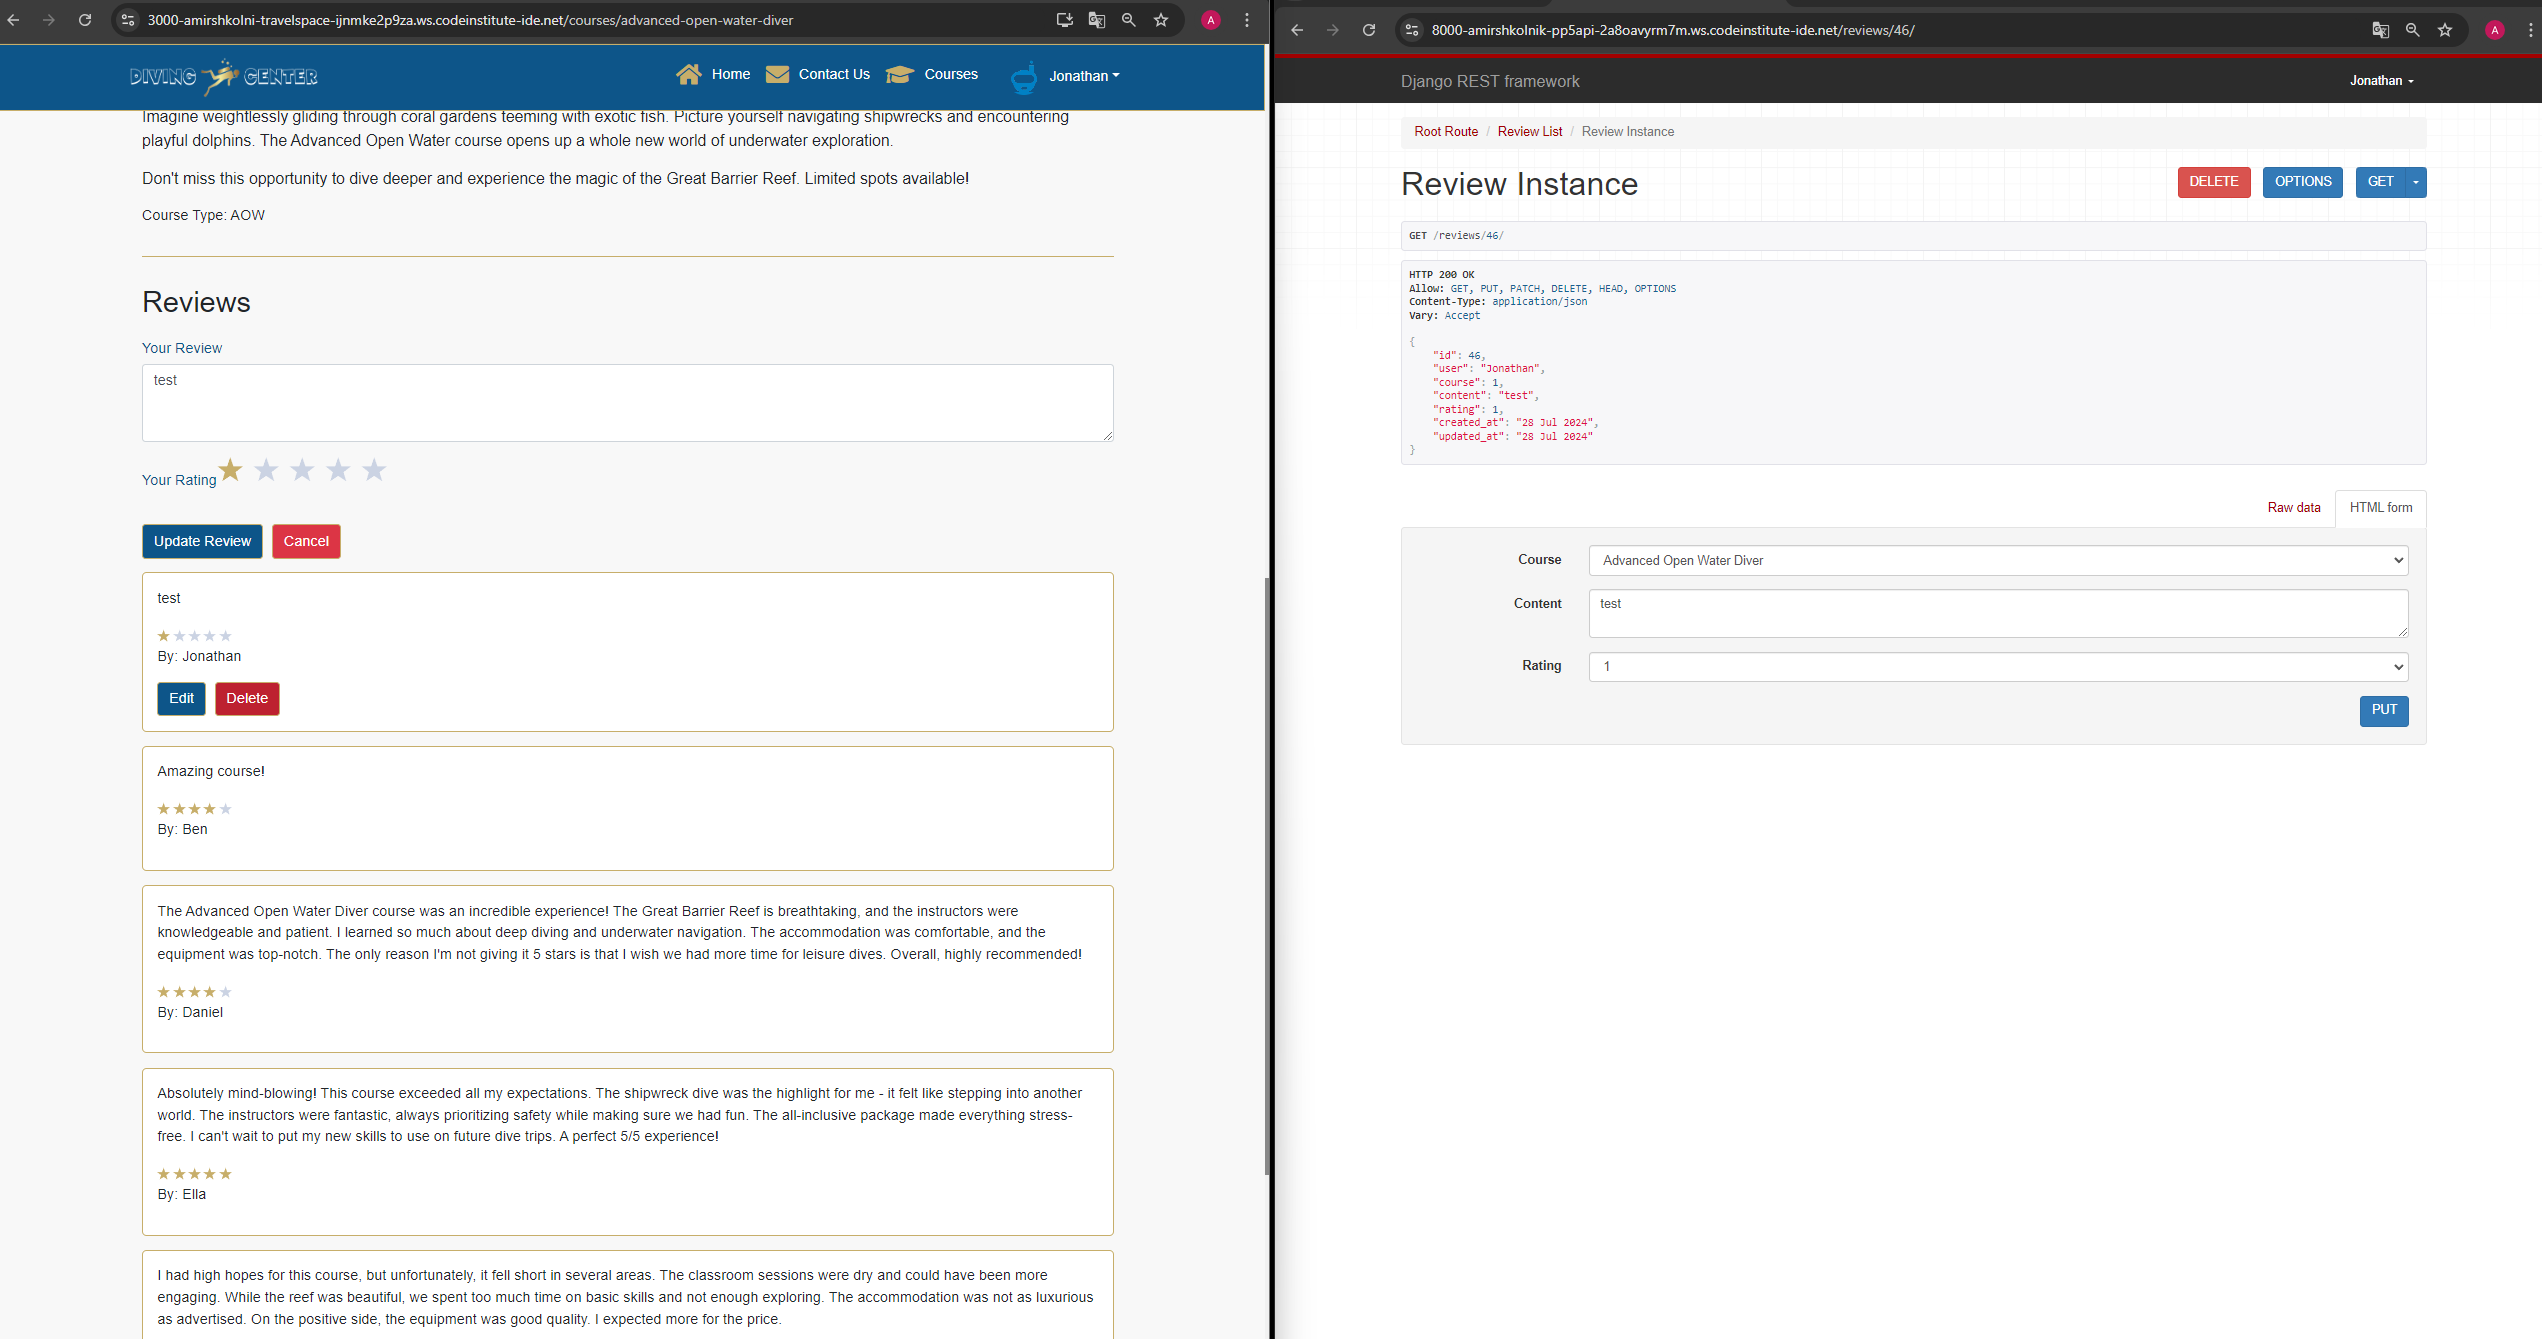 3000-amirshkolni-travelspace-ijnmke2p9za.ws.codeinstitute-ide.net/courses/advanced-open-water-diver
A
DIVING CENTER
Home
Contact Us
Courses
Jonathan
Imagine weightlessly gliding through coral gardens teeming with exotic fish. Picture yourself navigating shipwrecks and encountering
playful dolphins. The Advanced Open Water course opens up a whole new world of underwater exploration.
Don't miss this opportunity to dive deeper and experience the magic of the Great Barrier Reef. Limited spots available!
Course Type: AOW
Reviews
Your Review
test
Your Rating
Update Review
Cancel
test
By: Jonathan
Edit
Delete
Amazing course!
By: Ben
The Advanced Open Water Diver course was an incredible experience! The Great Barrier Reef is breathtaking, and the instructors were
knowledgeable and patient. I learned so much about deep diving and underwater navigation. The accommodation was comfortable, and the
equipment was top-notch. The only reason I'm not giving it 5 stars is that I wish we had more time for leisure dives. Overall, highly recommended!
By: Daniel
Absolutely mind-blowing! This course exceeded all my expectations. The shipwreck dive was the highlight for me - it felt like stepping into another
world. The instructors were fantastic, always prioritizing safety while making sure we had fun. The all-inclusive package made everything stress-
free. I can't wait to put my new skills to use on future dive trips. A perfect 5/5 experience!
By: Ella
I had high hopes for this course, but unfortunately, it fell short in several areas. The classroom sessions were dry and could have been more
engaging. While the reef was beautiful, we spent too much time on basic skills and not enough exploring. The accommodation was not as luxurious
as advertised. On the positive side, the equipment was good quality. I expected more for the price.
8000-amirshkolnik-pp5api-2a8oavyrm7m.ws.codeinstitute-ide.net/reviews/46/
A
Django REST framework
Jonathan
Root Route / Review List / Review Instance
Review Instance
DELETE
OPTIONS
GET
GET /reviews/46/
HTTP 200 OK
Allow: GET, PUT, PATCH, DELETE, HEAD, OPTIONS
Content-Type: application/json
Vary: Accept
{
"id": 46,
"user": "Jonathan",
"course": 1,
"content": "test",
"rating": 1,
"created_at": "28 Jul 2024",
"updated_at": "28 Jul 2024"
}
Raw data
HTML form
Course
Advanced Open Water Diver
Content
test
Rating
1
PUT